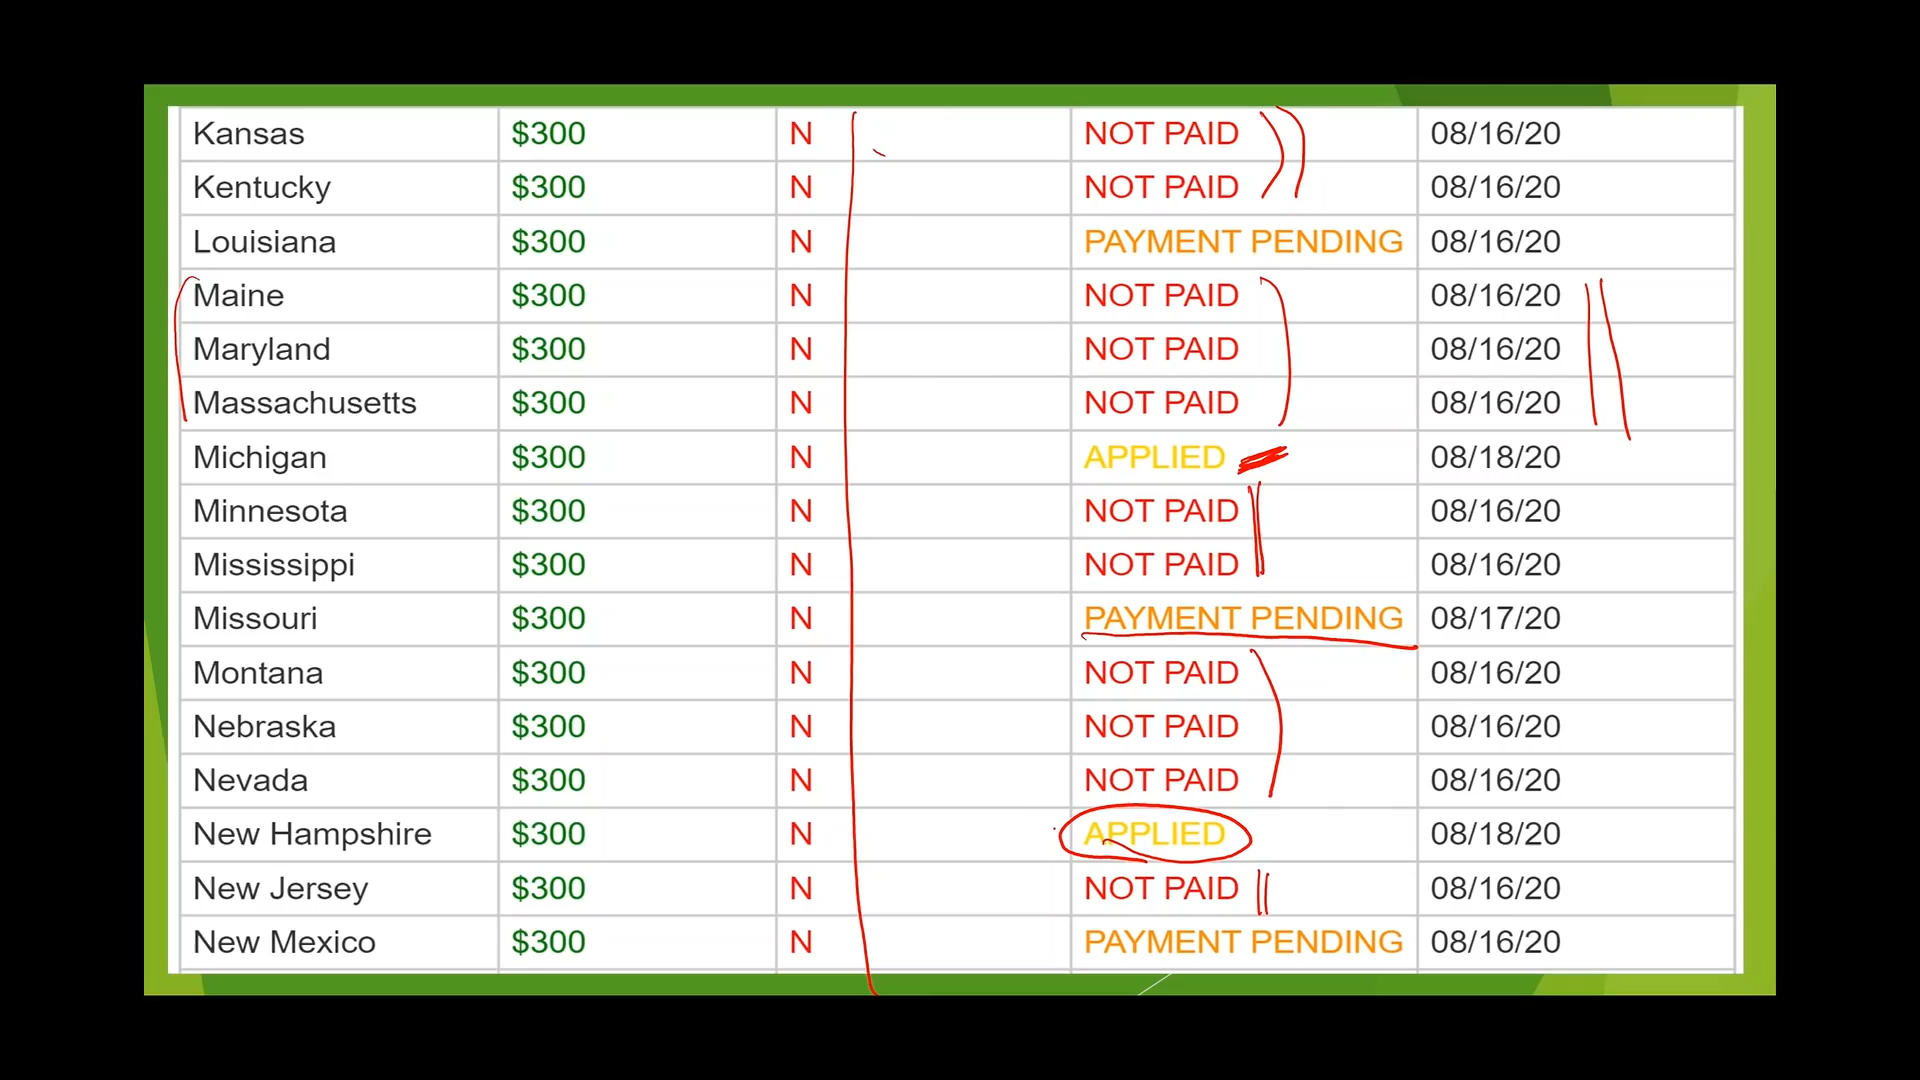 Kansas $300 N NOT PAID 08/16/20
Kentucky $300 N NOT PAID 08/16/20
Louisiana $300 N PAYMENT PENDING 08/16/20
Maine $300 N NOT PAID 08/16/20
Maryland $300 N NOT PAID 08/16/20
Massachusetts $300 N NOT PAID 08/16/20
Michigan $300 N APPLIED 08/18/20
Minnesota $300 N NOT PAID 08/16/20
Mississippi $300 N NOT PAID 08/16/20
Missouri $300 N PAYMENT PENDING 08/17/20
Montana $300 N NOT PAID 08/16/20
Nebraska $300 N NOT PAID 08/16/20
Nevada $300 N NOT PAID 08/16/20
New Hampshire $300 N APPLIED 08/18/20
New Jersey $300 N NOT PAID 08/16/20
New Mexico $300 N PAYMENT PENDING 08/16/20